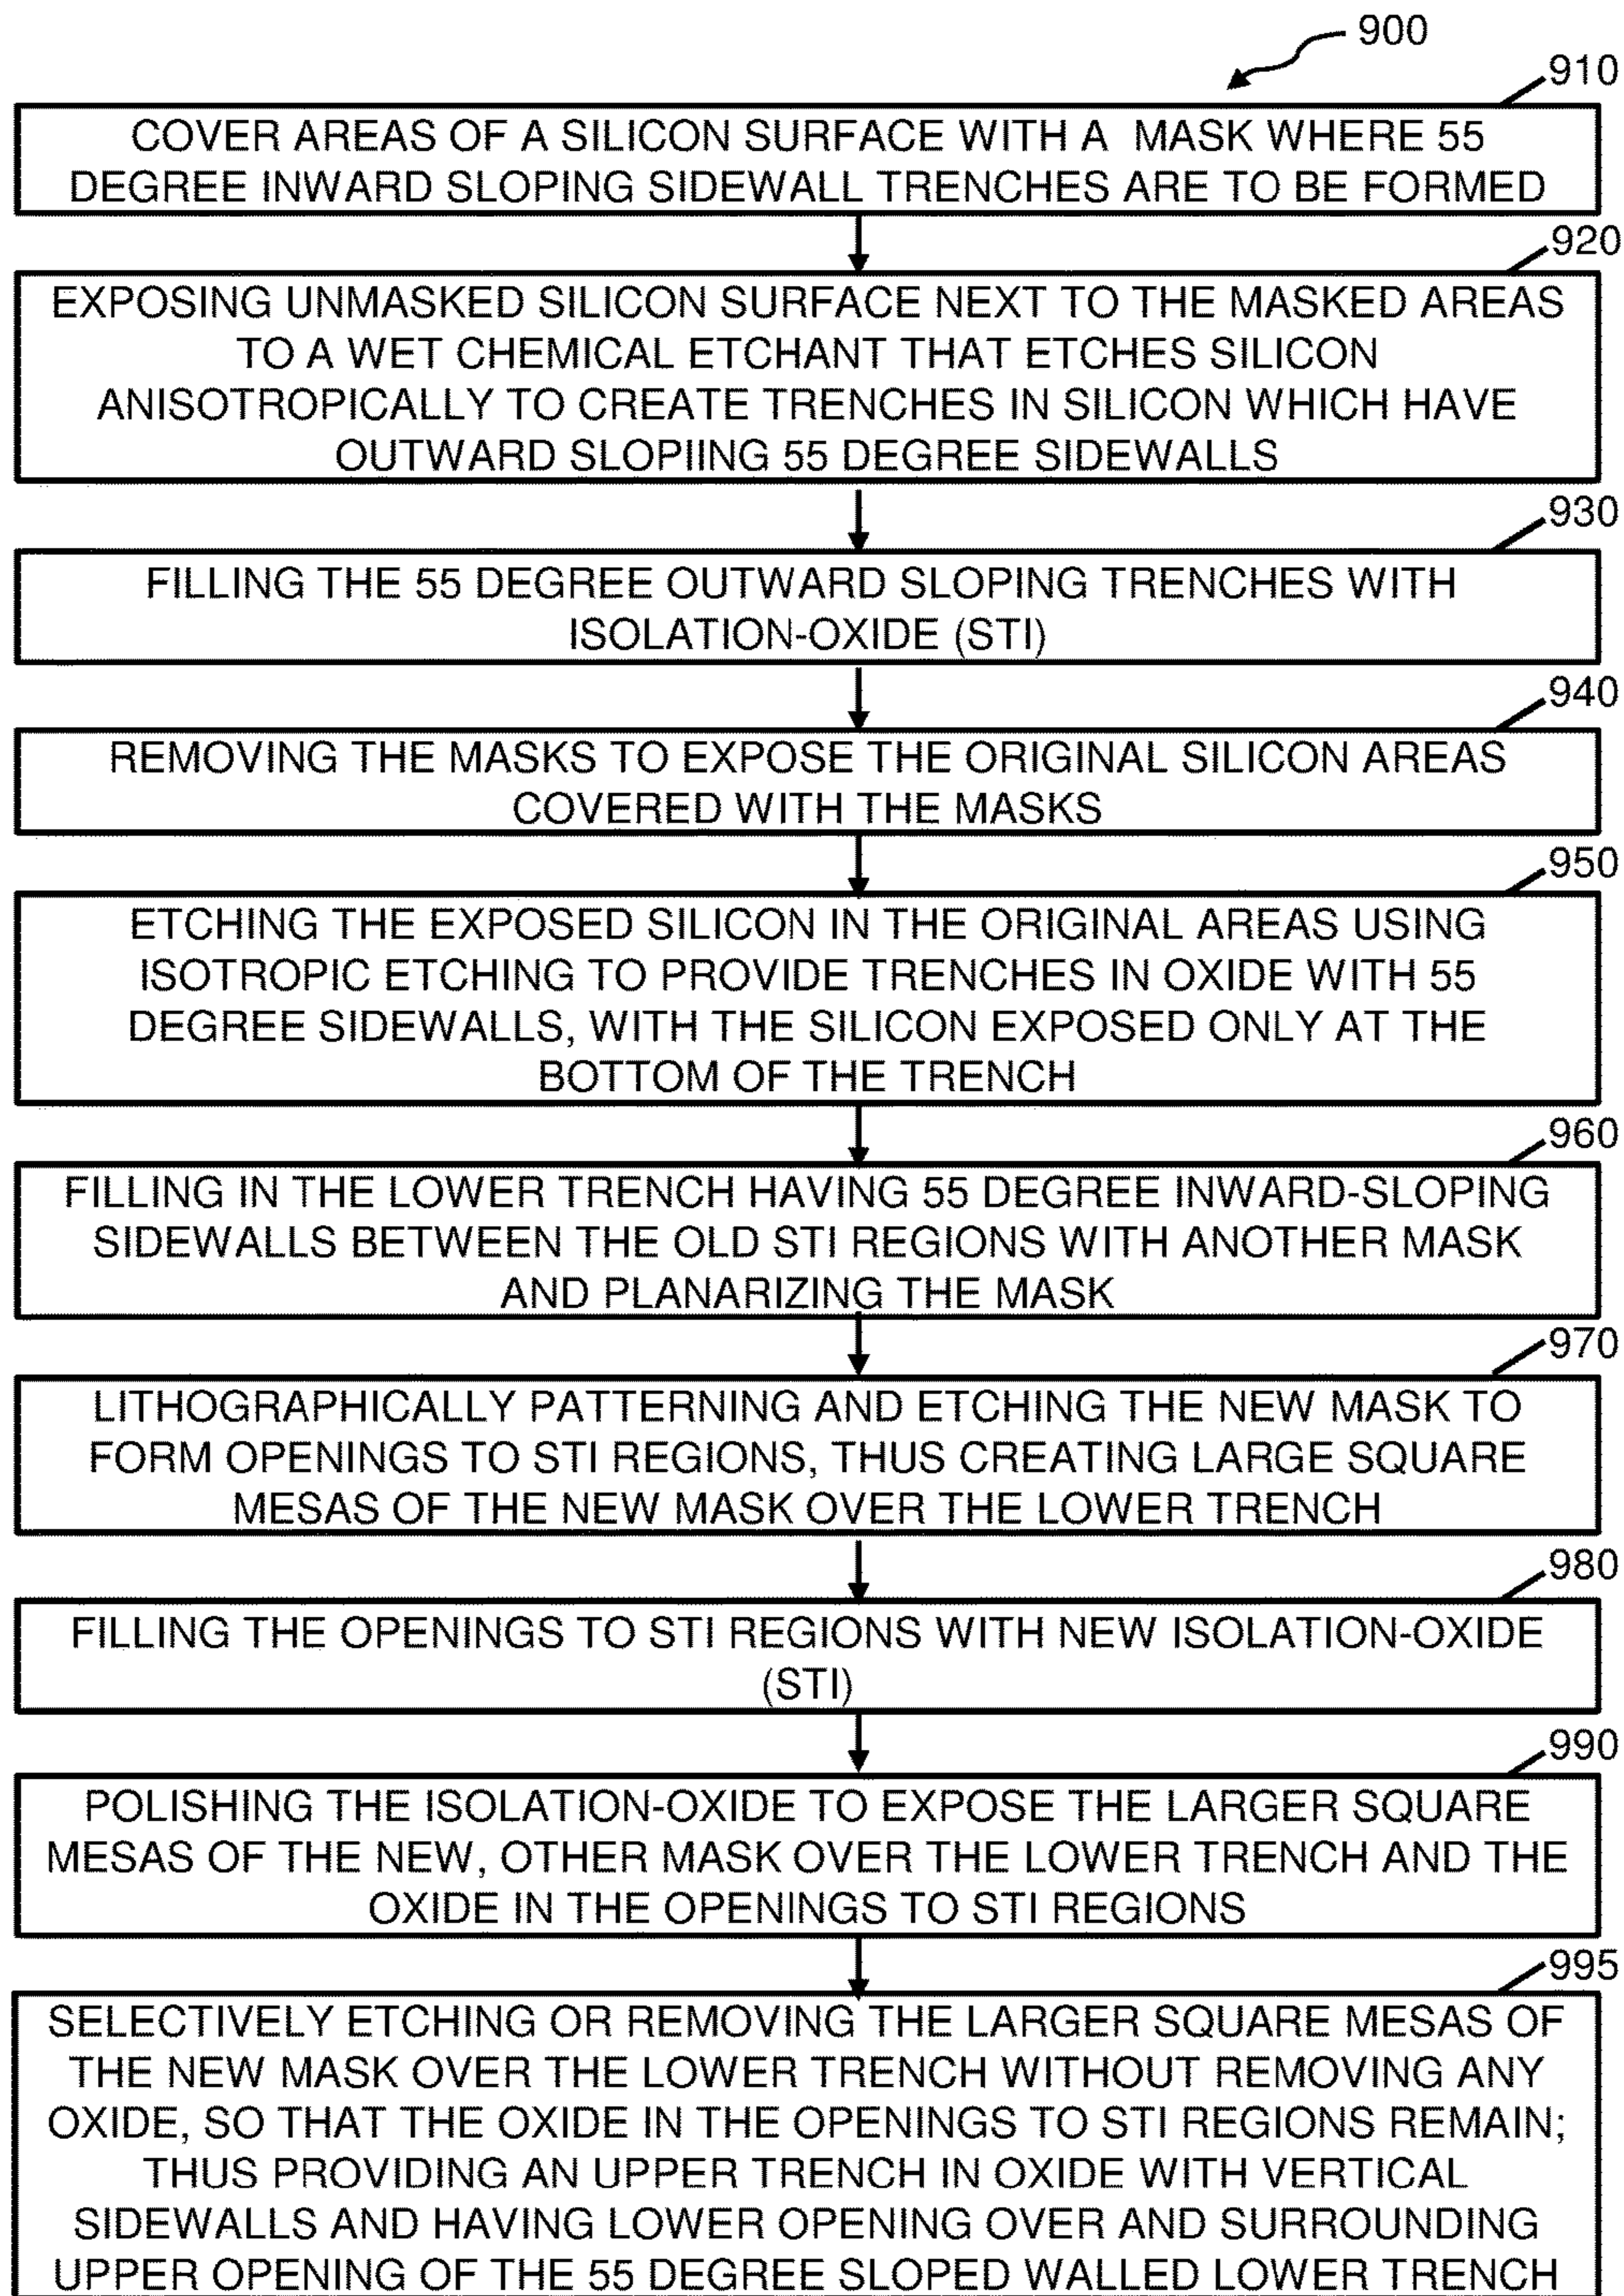 900
910
COVER AREAS OF A SILICON SURFACE WITH A MASK WHERE 55
DEGREE INWARD SLOPING SIDEWALL TRENCHES ARE TO BE FORMED
920
EXPOSING UNMASKED SILICON SURFACE NEXT TO THE MASKED AREAS
TO A WET CHEMICAL ETCHANT THAT ETCHES SILICON
ANISOTROPICALLY TO CREATE TRENCHES IN SILICON WHICH HAVE
OUTWARD SLOPIING 55 DEGREE SIDEWALLS
930
FILLING THE 55 DEGREE OUTWARD SLOPING TRENCHES WITH
ISOLATION-OXIDE (STI)
940
REMOVING THE MASKS TO EXPOSE THE ORIGINAL SILICON AREAS
COVERED WITH THE MASKS
950
ETCHING THE EXPOSED SILICON IN THE ORIGINAL AREAS USING
ISOTROPIC ETCHING TO PROVIDE TRENCHES IN OXIDE WITH 55
DEGREE SIDEWALLS, WITH THE SILICON EXPOSED ONLY AT THE
BOTTOM OF THE TRENCH
960
FILLING IN THE LOWER TRENCH HAVING 55 DEGREE INWARD-SLOPING
SIDEWALLS BETWEEN THE OLD STI REGIONS WITH ANOTHER MASK
AND PLANARIZING THE MASK
970
LITHOGRAPHICALLY PATTERNING AND ETCHING THE NEW MASK TO
FORM OPENINGS TO STI REGIONS, THUS CREATING LARGE SQUARE
MESAS OF THE NEW MASK OVER THE LOWER TRENCH
980
FILLING THE OPENINGS TO STI REGIONS WITH NEW ISOLATION-OXIDE
(STI)
990
POLISHING THE ISOLATION-OXIDE TO EXPOSE THE LARGER SQUARE
MESAS OF THE NEW, OTHER MASK OVER THE LOWER TRENCH AND THE
OXIDE IN THE OPENINGS TO STI REGIONS
995
SELECTIVELY ETCHING OR REMOVING THE LARGER SQUARE MESAS OF
THE NEW MASK OVER THE LOWER TRENCH WITHOUT REMOVING ANY
OXIDE, SO THAT THE OXIDE IN THE OPENINGS TO STI REGIONS REMAIN;
THUS PROVIDING AN UPPER TRENCH IN OXIDE WITH VERTICAL
SIDEWALLS AND HAVING LOWER OPENING OVER AND SURROUNDING
UPPER OPENING OF THE 55 DEGREE SLOPED WALLED LOWER TRENCH